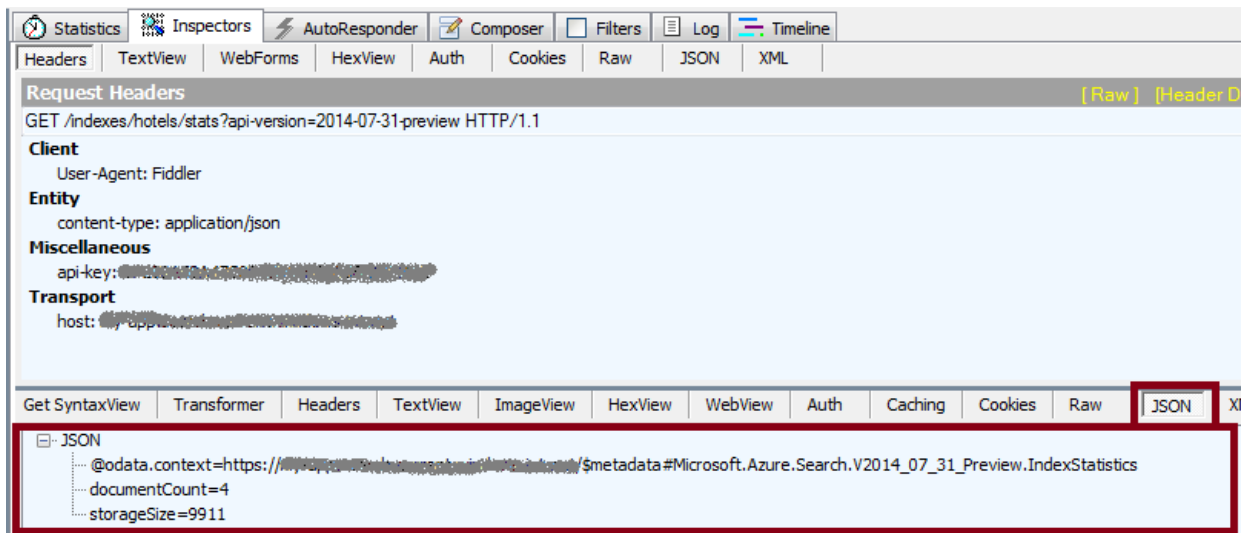 Statistics Inspectors AutoResponder Composer Filters Log Timeline
Headers TextView WebForms HexView Auth Cookies Raw JSON XML
Request Headers [ Raw ] [Header D
GET /indexes/hotels/stats?api-version=2014-07-31-preview HTTP/1.1
Client
User-Agent: Fiddler
Entity
content-type: application/json
Miscellaneous
api-key:
Transport
host:
Get SyntaxView Transformer Headers TextView ImageView HexView WebView Auth Caching Cookies Raw JSON
JSON
@odata.context=https:// /$metadata#Microsoft.Azure.Search.V2014_07_31_Preview.IndexStatistics
documentCount=4
storageSize=9911